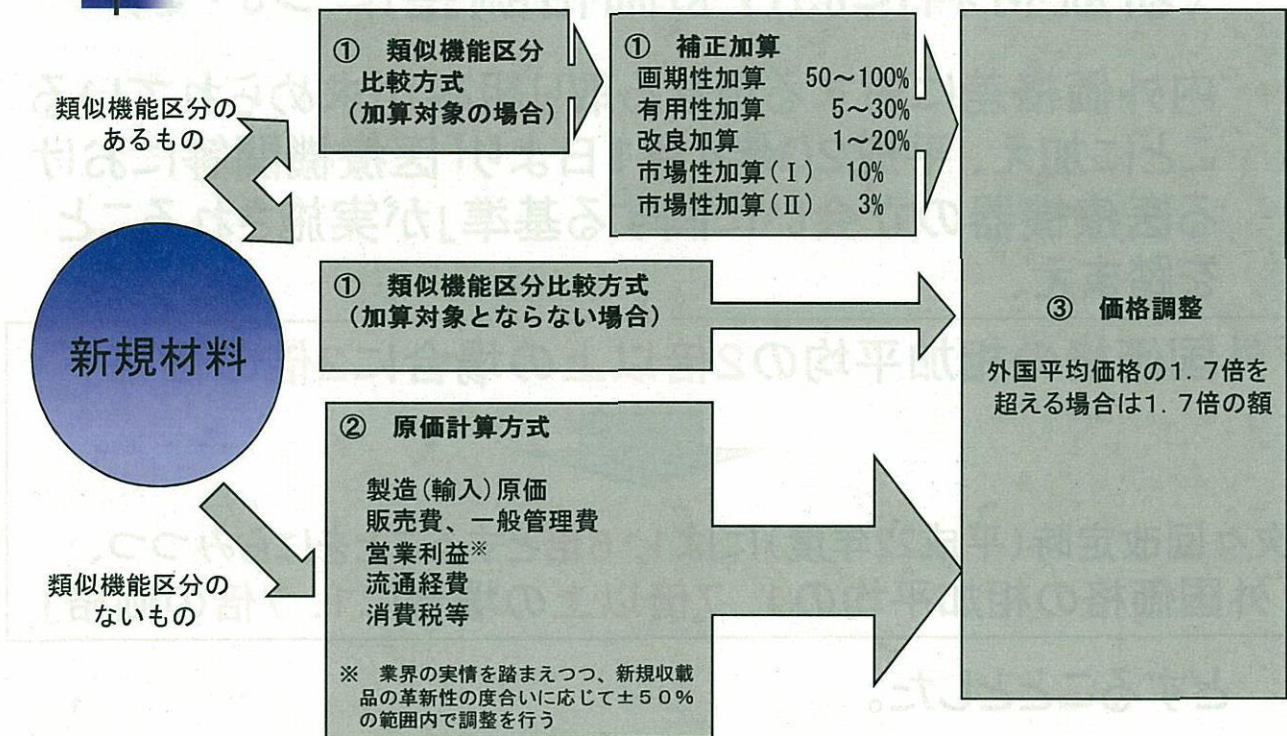 類似機能区分の
あるもの
新規材料
類似機能区分の
ないもの
① 類似機能区分
比較方式
(加算対象の場合)
① 補正加算
画期性加算 50～100%
有用性加算 5～30%
改良加算 1～20%
市場性加算(Ⅰ) 10%
市場性加算(Ⅱ) 3%
① 類似機能区分比較方式
(加算対象とならない場合)
② 原価計算方式
製造(輸入)原価
販売費、一般管理費
営業利益※
流通経費
消費税等
※ 業界の実情を踏まえつつ、新規収載
品の革新性の度合いに応じて±50%
の範囲内で調整を行う
③ 価格調整
外国平均価格の1.7倍を
超える場合は1.7倍の額